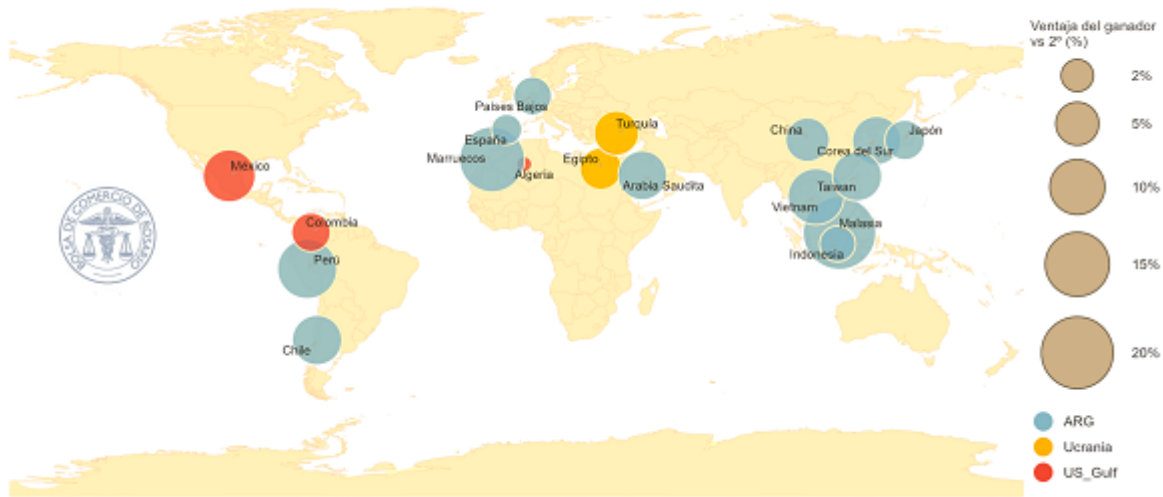 Ventaja del ganador
vs 2º (%)
2%
5%
10%
15%
20%
ARG
Ucrania
US_Gulf
Países Bajos
España
Marruecos
Algeria
Turquía
Egipto
Arabia Saudita
China
Japón
Corea del Sur
Taiwan
Vietnam
Malasia
Indonesia
México
Colombia
Perú
Chile
BOLSA DE COMERCIO DE ROSARIO